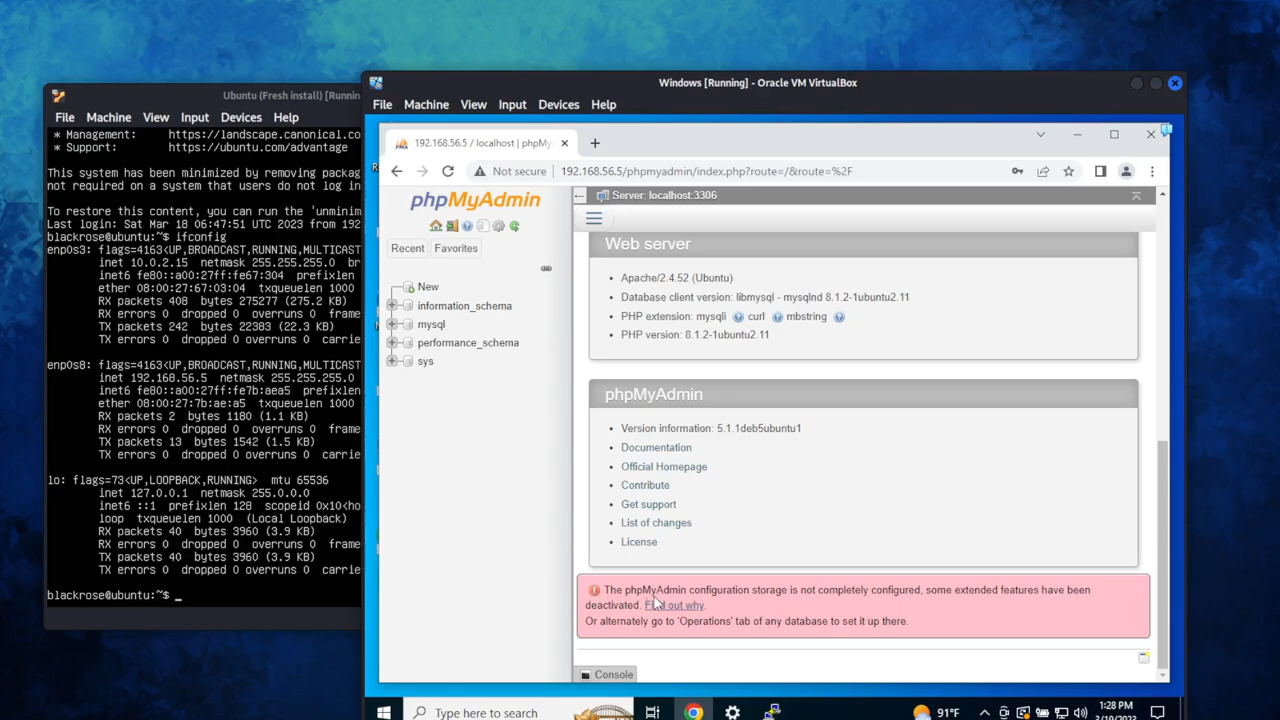 Ubuntu (Fresh install) [Runnin
File Machine View Input Devices Help
* Management: https://landscape.canonical.co
* Support: https://ubuntu.com/advantage
This system has been minimized by removing packag
not required on a system that users do not log in
To restore this content, you can run the 'unminim
Last login: Sat Mar 18 06:47:51 UTC 2023 from 192
blackrose@ubuntu:~$ ifconfig
enp0s3: flags=4163<UP,BROADCAST,RUNNING,MULTICAST
inet 10.0.2.15 netmask 255.255.255.0 br
inet6 fe80::a00:27ff:fe67:304 prefixlen
ether 08:00:27:67:03:04 txqueuelen 1000
RX packets 408 bytes 275277 (275.2 KB)
RX errors 0 dropped 0 overruns 0 frame
TX packets 242 bytes 22383 (22.3 KB)
TX errors 0 dropped 0 overruns 0 carrie
enp0s8: flags=4163<UP,BROADCAST,RUNNING,MULTICAST
inet 192.168.56.5 netmask 255.255.255.0
inet6 fe80::a00:27ff:fe7b:aea5 prefixle
ether 08:00:27:7b:ae:a5 txqueuelen 1000
RX packets 2 bytes 1180 (1.1 KB)
RX errors 0 dropped 0 overruns 0 frame
TX packets 13 bytes 1542 (1.5 KB)
TX errors 0 dropped 0 overruns 0 carrie
lo: flags=73<UP,LOOPBACK,RUNNING> mtu 65536
inet 127.0.0.1 netmask 255.0.0.0
inet6 ::1 prefixlen 128 scopeid 0x10<ho
loop txqueuelen 1000 (Local Loopback)
RX packets 40 bytes 3960 (3.9 KB)
RX errors 0 dropped 0 overruns 0 frame
TX packets 40 bytes 3960 (3.9 KB)
TX errors 0 dropped 0 overruns 0 carrie
blackrose@ubuntu:~$ _
Windows [Running] - Oracle VM VirtualBox
File Machine View Input Devices Help
192.168.56.5 / localhost | phpMy
Not secure 192.168.56.5/phpmyadmin/index.php?route=/&route=%2F
phpMyAdmin
Recent Favorites
New
information_schema
mysql
performance_schema
sys
Server: localhost:3306
Web server
• Apache/2.4.52 (Ubuntu)
• Database client version: libmysql - mysqlnd 8.1.2-1ubuntu2.11
• PHP extension: mysqli curl mbstring
• PHP version: 8.1.2-1ubuntu2.11
phpMyAdmin
• Version information: 5.1.1deb5ubuntu1
• Documentation
• Official Homepage
• Contribute
• Get support
• List of changes
• License
The phpMyAdmin configuration storage is not completely configured, some extended features have been
deactivated. Find out why.
Or alternately go to 'Operations' tab of any database to set it up there.
Console
Type here to search
91°F
1:28 PM